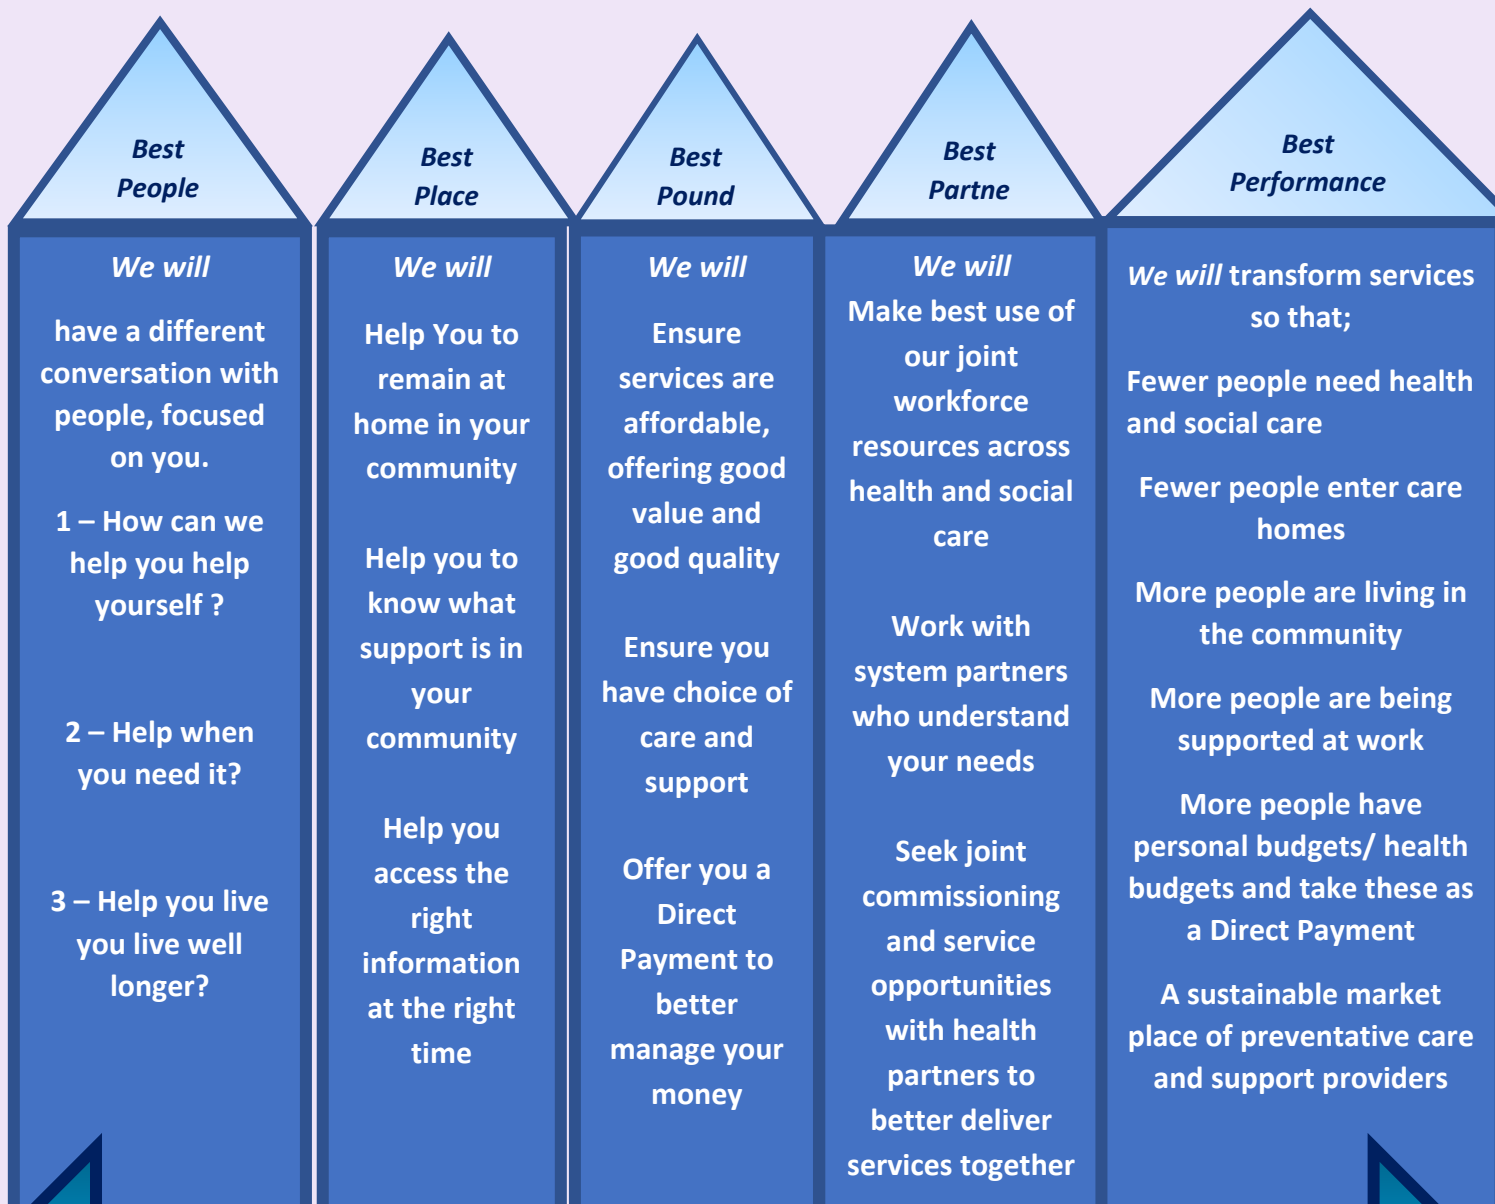 Best
People
We will
have a different
conversation with
people, focused
on you.
1 – How can we
help you help
yourself ?
2 – Help when
you need it?
3 – Help you live
you live well
longer?
Best
Place
We will
Help You to
remain at
home in your
community
Help you to
know what
support is in
your
community
Help you
access the
right
information
at the right
time
Best
Pound
We will
Ensure
services are
affordable,
offering good
value and
good quality
Ensure you
have choice of
care and
support
Offer you a
Direct
Payment to
better
manage your
money
Best
Partne
We will
Make best use of
our joint
workforce
resources across
health and social
care
Work with
system partners
who understand
your needs
Seek joint
commissioning
and service
opportunities
with health
partners to
better deliver
services together
Best
Performance
We will transform services
so that;
Fewer people need health
and social care
Fewer people enter care
homes
More people are living in
the community
More people are being
supported at work
More people have
personal budgets/ health
budgets and take these as
a Direct Payment
A sustainable market
place of preventative care
and support providers